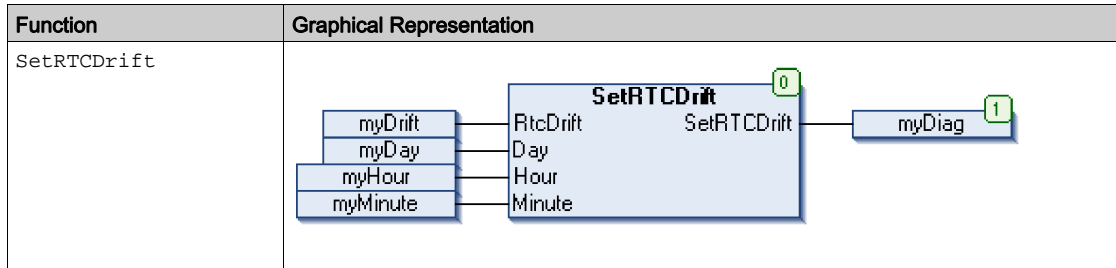 Function Graphical Representation
SetRTCDrift
0
SetRTCDrift
1
myDrift RtcDrift SetRTCDrift myDiag
myDay Day
myHour Hour
myMinute Minute